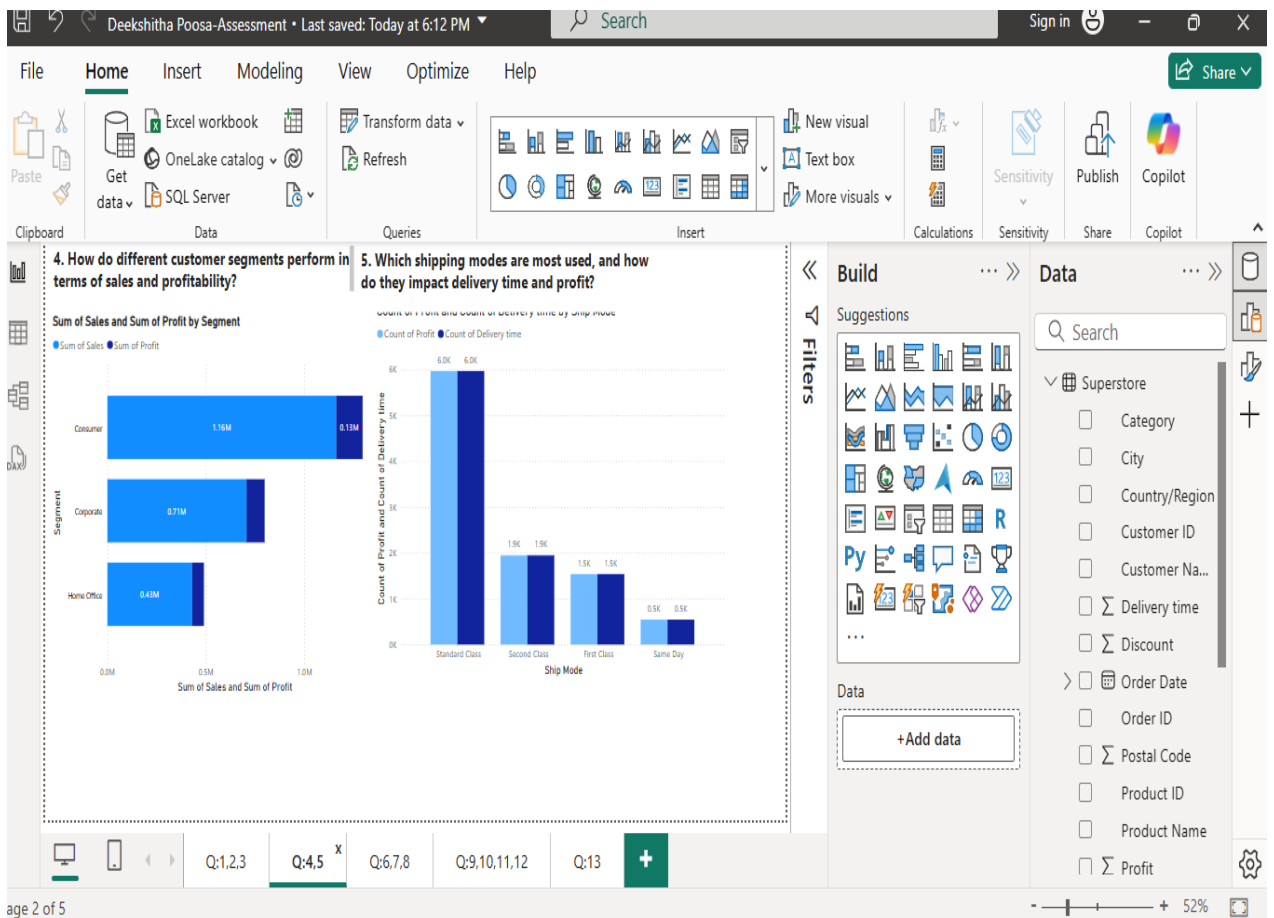 Deekshitha Poosa-Assessment • Last saved: Today at 6:12 PM
Search
Sign in
File
Home
Insert
Modeling
View
Optimize
Help
Share
Paste
Get
data
Excel workbook
OneLake catalog
SQL Server
Transform data
Refresh
123
New visual
A Text box
More visuals
fx
Sensitivity
Publish
Copilot
Clipboard
Data
Queries
Insert
Calculations
Sensitivity
Share
Copilot
4. How do different customer segments perform in
terms of sales and profitability?
Sum of Sales and Sum of Profit by Segment
Sum of Sales Sum of Profit
Segment
Consumer 1.16M 0.13M
Corporate 0.71M
Home Office 0.43M
0.0M 0.5M 1.0M
Sum of Sales and Sum of Profit
5. Which shipping modes are most used, and how
do they impact delivery time and profit?
Count of Profit and Count of Delivery time by Ship Mode
Count of Profit Count of Delivery time
Count of Profit and Count of Delivery time
6K
5K
4K
3K
2K
1K
0K
6.0K 6.0K
1.9K 1.9K
1.5K 1.5K
0.5K 0.5K
Standard Class Second Class First Class Same Day
Ship Mode
DAX
Filters
Build
Suggestions
123
R
Py
123
Data
+Add data
Data
Search
Superstore
Category
City
Country/Region
Customer ID
Customer Na...
Delivery time
Discount
Order Date
Order ID
Postal Code
Product ID
Product Name
Profit
Q:1,2,3
Q:4,5
Q:6,7,8
Q:9,10,11,12
Q:13
age 2 of 5
- + 52%